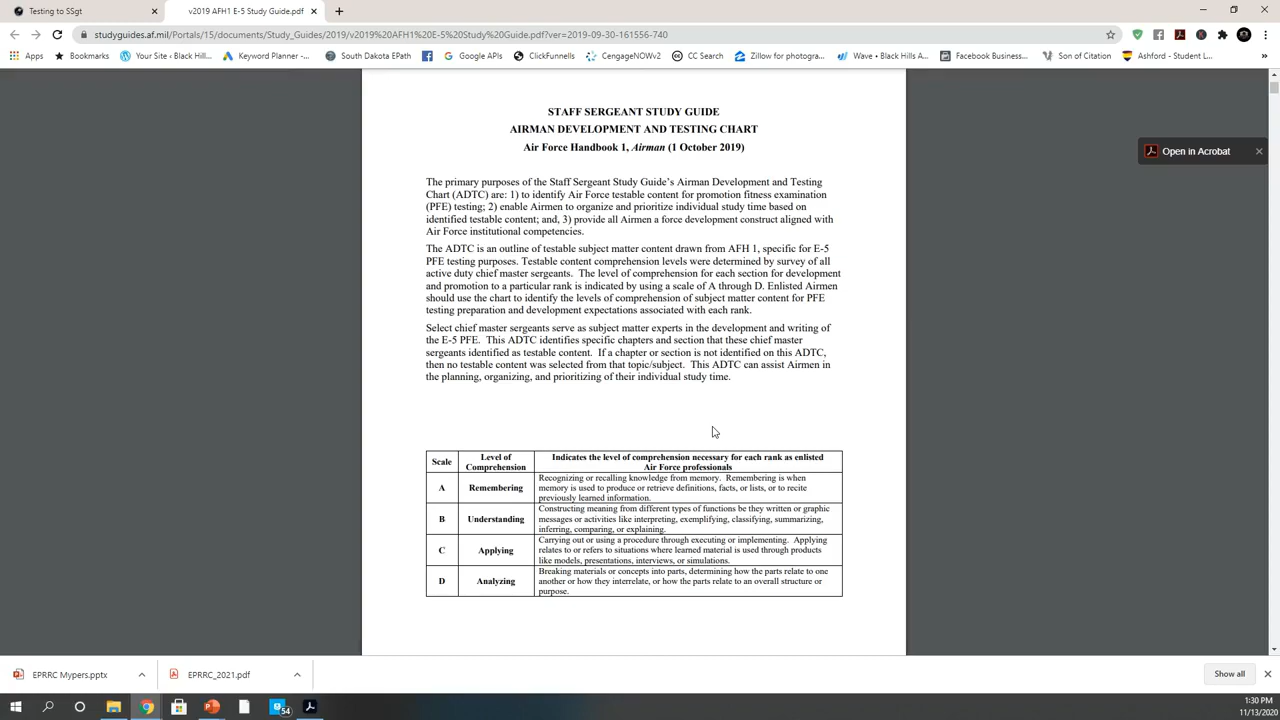 Testing to SSgt
v2019 AFH1 E-5 Study Guide.pdf
studyguides.af.mil/Portals/15/documents/Study_Guides/2019/v2019%20AFH1%20E-5%20Study%20Guide.pdf?ver=2019-09-30-161556-740
Apps Bookmarks Your Site ‹ Black Hill... Keyword Planner -... South Dakota EPath Google APIs ClickFunnells CengageNOWv2 CC Search Zillow for photogra... Wave • Black Hills A... Facebook Business... Son of Citation Ashford - Student L... »
STAFF SERGEANT STUDY GUIDE
AIRMAN DEVELOPMENT AND TESTING CHART
Air Force Handbook 1, Airman (1 October 2019)
Open in Acrobat
The primary purposes of the Staff Sergeant Study Guide's Airman Development and Testing
Chart (ADTC) are: 1) to identify Air Force testable content for promotion fitness examination
(PFE) testing; 2) enable Airmen to organize and prioritize individual study time based on
identified testable content; and, 3) provide all Airmen a force development construct aligned with
Air Force institutional competencies.
The ADTC is an outline of testable subject matter content drawn from AFH 1, specific for E-5
PFE testing purposes. Testable content comprehension levels were determined by survey of all
active duty chief master sergeants. The level of comprehension for each section for development
and promotion to a particular rank is indicated by using a scale of A through D. Enlisted Airmen
should use the chart to identify the levels of comprehension of subject matter content for PFE
testing preparation and development expectations associated with each rank.
Select chief master sergeants serve as subject matter experts in the development and writing of
the E-5 PFE. This ADTC identifies specific chapters and section that these chief master
sergeants identified as testable content. If a chapter or section is not identified on this ADTC,
then no testable content was selected from that topic/subject. This ADTC can assist Airmen in
the planning, organizing, and prioritizing of their individual study time.
Scale
Level of
Comprehension
Indicates the level of comprehension necessary for each rank as enlisted
Air Force professionals
A
Remembering
Recognizing or recalling knowledge from memory. Remembering is when
memory is used to produce or retrieve definitions, facts, or lists, or to recite
previously learned information.
B
Understanding
Constructing meaning from different types of functions be they written or graphic
messages or activities like interpreting, exemplifying, classifying, summarizing,
inferring, comparing, or explaining.
C
Applying
Carrying out or using a procedure through executing or implementing. Applying
relates to or refers to situations where learned material is used through products
like models, presentations, interviews, or simulations.
D
Analyzing
Breaking materials or concepts into parts, determining how the parts relate to one
another or how they interrelate, or how the parts relate to an overall structure or
purpose.
EPRRC Mypers.pptx
EPRRC_2021.pdf
Show all
54
1:30 PM
11/13/2020